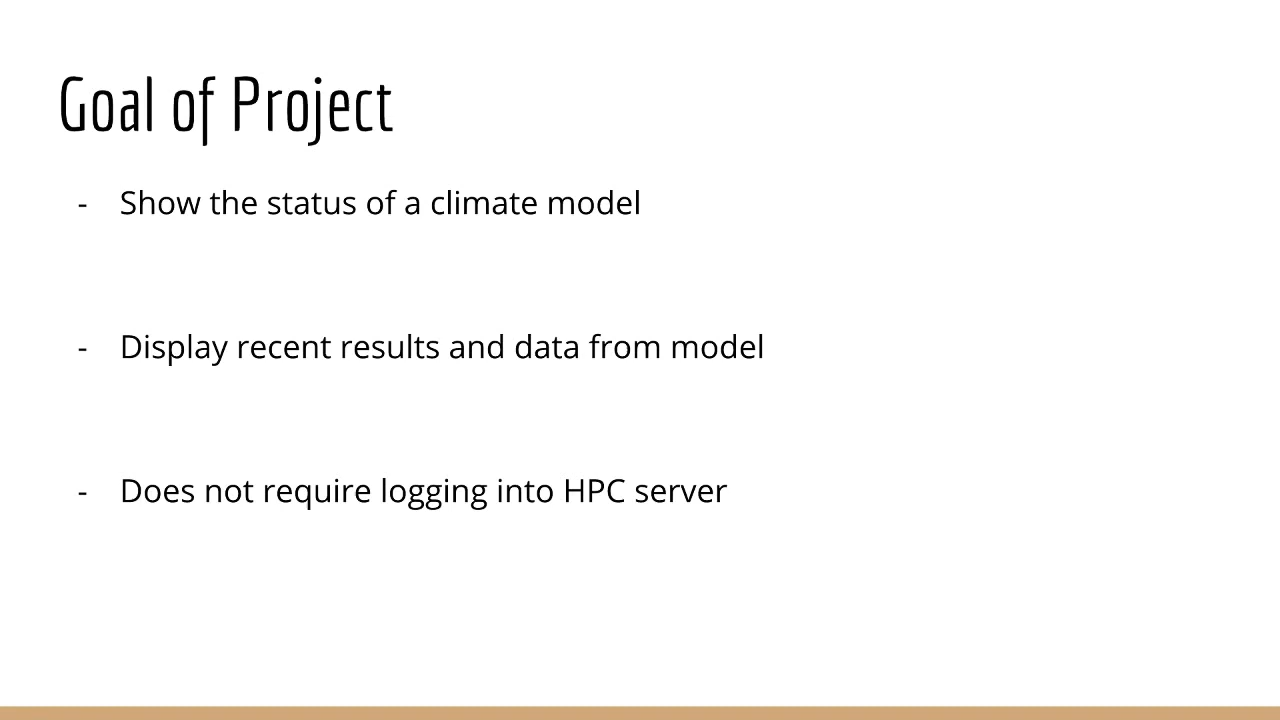 Goal of Project
- Show the status of a climate model
- Display recent results and data from model
- Does not require logging into HPC server